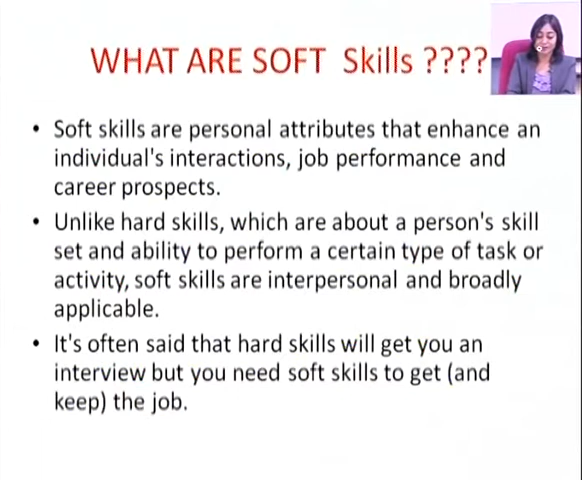 WHAT ARE SOFT Skills ????
• Soft skills are personal attributes that enhance an
individual's interactions, job performance and
career prospects.
• Unlike hard skills, which are about a person's skill
set and ability to perform a certain type of task or
activity, soft skills are interpersonal and broadly
applicable.
• It's often said that hard skills will get you an
interview but you need soft skills to get (and
keep) the job.